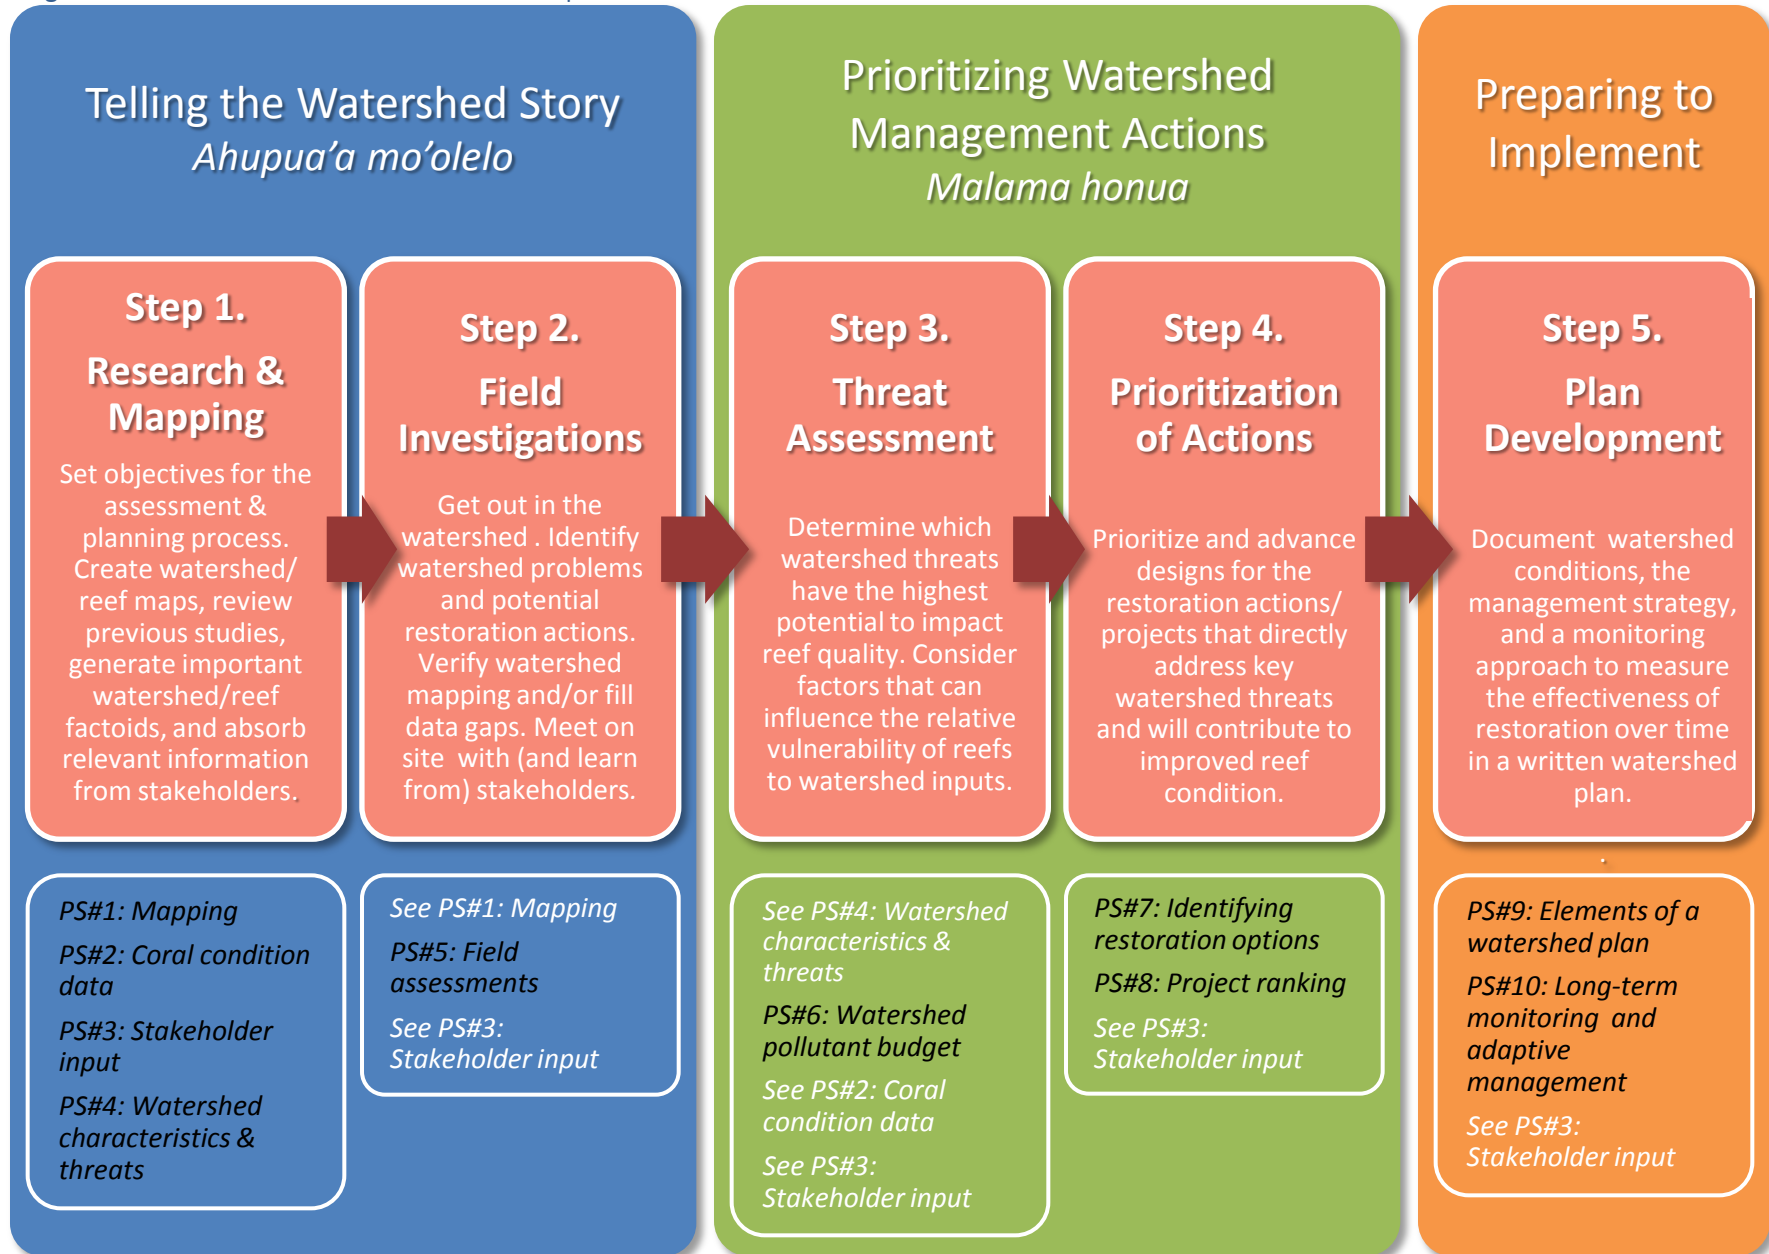 Telling the Watershed Story
Ahupua'a mo'olelo
Step 1.
Research &
Mapping
Set objectives for the
assessment &
planning process.
Create watershed/
reef maps, review
previous studies,
generate important
watershed/reef
factoids, and absorb
relevant information
from stakeholders.
PS#1: Mapping
PS#2: Coral condition
data
PS#3: Stakeholder
input
PS#4: Watershed
characteristics &
threats
Step 2.
Field
Investigations
Get out in the
watershed . Identify
watershed problems
and potential
restoration actions.
Verify watershed
mapping and/or fill
data gaps. Meet on
site with (and learn
from) stakeholders.
See PS#1: Mapping
PS#5: Field
assessments
See PS#3:
Stakeholder input
Prioritizing Watershed
Management Actions
Malama honua
Step 3.
Threat
Assessment
Determine which
watershed threats
have the highest
potential to impact
reef quality. Consider
factors that can
influence the relative
vulnerability of reefs
to watershed inputs.
See PS#4: Watershed
characteristics &
threats
PS#6: Watershed
pollutant budget
See PS#2: Coral
condition data
See PS#3:
Stakeholder input
Step 4.
Prioritization
of Actions
Prioritize and advance
designs for the
restoration actions/
projects that directly
address key
watershed threats
and will contribute to
improved reef
condition.
PS#7: Identifying
restoration options
PS#8: Project ranking
See PS#3:
Stakeholder input
Preparing to
Implement
Step 5.
Plan
Development
Document watershed
conditions, the
management strategy,
and a monitoring
approach to measure
the effectiveness of
restoration over time
in a written watershed
plan.
.
PS#9: Elements of a
watershed plan
PS#10: Long-term
monitoring and
adaptive
management
See PS#3:
Stakeholder input